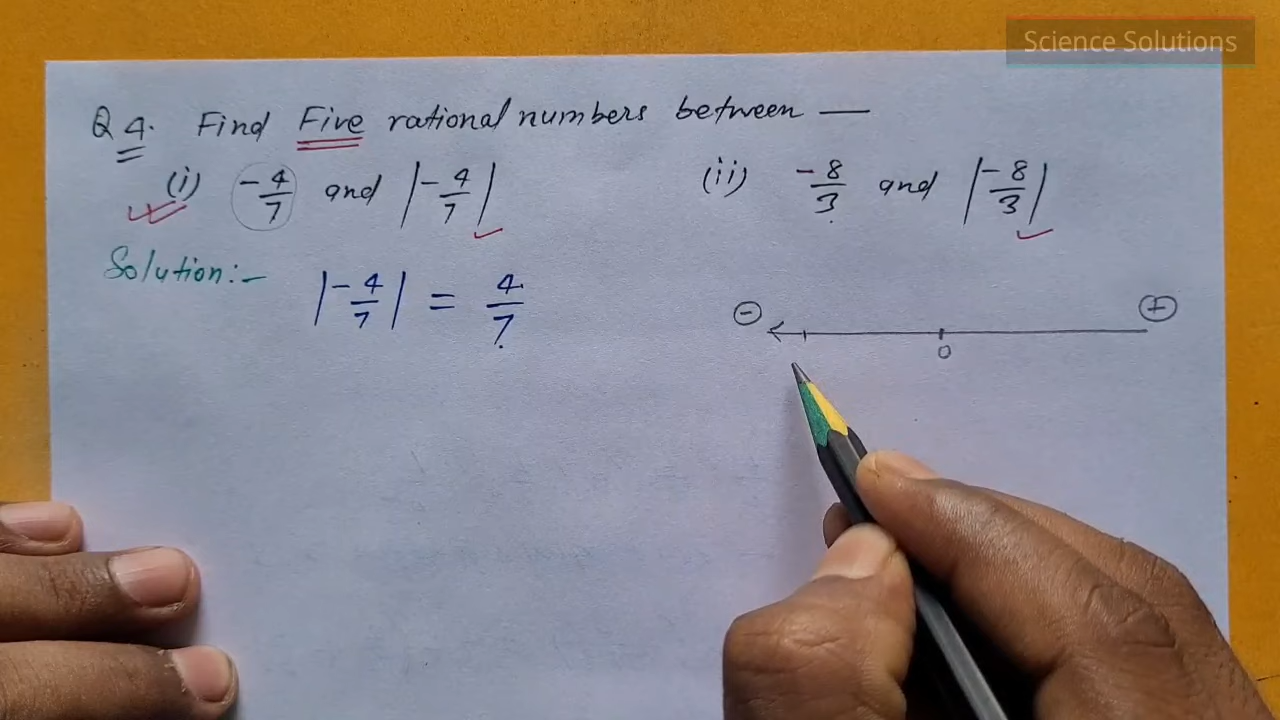 Science Solutions
Q 4. Find Five rational numbers between —
(i) -4/7 and |-4/7| (ii) -8/3 and |-8/3|
Solution:- |-4/7| = 4/7
- +
0